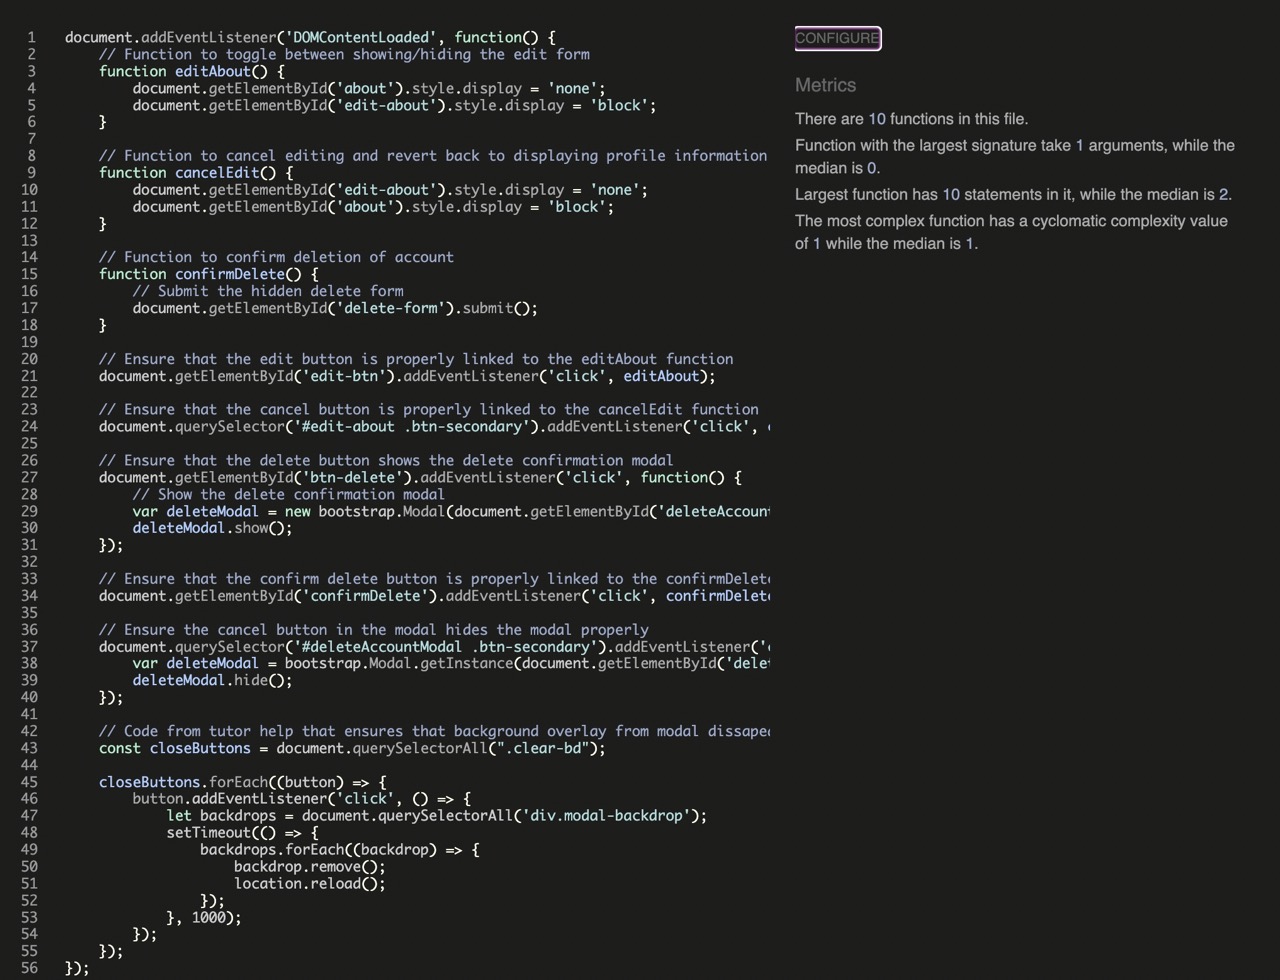 1 document.addEventListener('DOMContentLoaded', function() {
2 // Function to toggle between showing/hiding the edit form
3 function editAbout() {
4 document.getElementById('about').style.display = 'none';
5 document.getElementById('edit-about').style.display = 'block';
6 }
7
8 // Function to cancel editing and revert back to displaying profile information
9 function cancelEdit() {
10 document.getElementById('edit-about').style.display = 'none';
11 document.getElementById('about').style.display = 'block';
12 }
13
14 // Function to confirm deletion of account
15 function confirmDelete() {
16 // Submit the hidden delete form
17 document.getElementById('delete-form').submit();
18 }
19
20 // Ensure that the edit button is properly linked to the editAbout function
21 document.getElementById('edit-btn').addEventListener('click', editAbout);
22
23 // Ensure that the cancel button is properly linked to the cancelEdit function
24 document.querySelector('#edit-about .btn-secondary').addEventListener('click',
25
26 // Ensure that the delete button shows the delete confirmation modal
27 document.getElementById('btn-delete').addEventListener('click', function() {
28 // Show the delete confirmation modal
29 var deleteModal = new bootstrap.Modal(document.getElementById('deleteAccount
30 deleteModal.show();
31 });
32
33 // Ensure that the confirm delete button is properly linked to the confirmDelete
34 document.getElementById('confirmDelete').addEventListener('click', confirmDelete
35
36 // Ensure the cancel button in the modal hides the modal properly
37 document.querySelector('#deleteAccountModal .btn-secondary').addEventListener('
38 var deleteModal = bootstrap.Modal.getInstance(document.getElementById('delet
39 deleteModal.hide();
40 });
41
42 // Code from tutor help that ensures that background overlay from modal dissape
43 const closeButtons = document.querySelectorAll(".clear-bd");
44
45 closeButtons.forEach((button) => {
46 button.addEventListener('click', () => {
47 let backdrops = document.querySelectorAll('div.modal-backdrop');
48 setTimeout(() => {
49 backdrops.forEach((backdrop) => {
50 backdrop.remove();
51 location.reload();
52 });
53 }, 1000);
54 });
55 });
56 });
CONFIGURE
Metrics
There are 10 functions in this file.
Function with the largest signature take 1 arguments, while the
median is 0.
Largest function has 10 statements in it, while the median is 2.
The most complex function has a cyclomatic complexity value
of 1 while the median is 1.